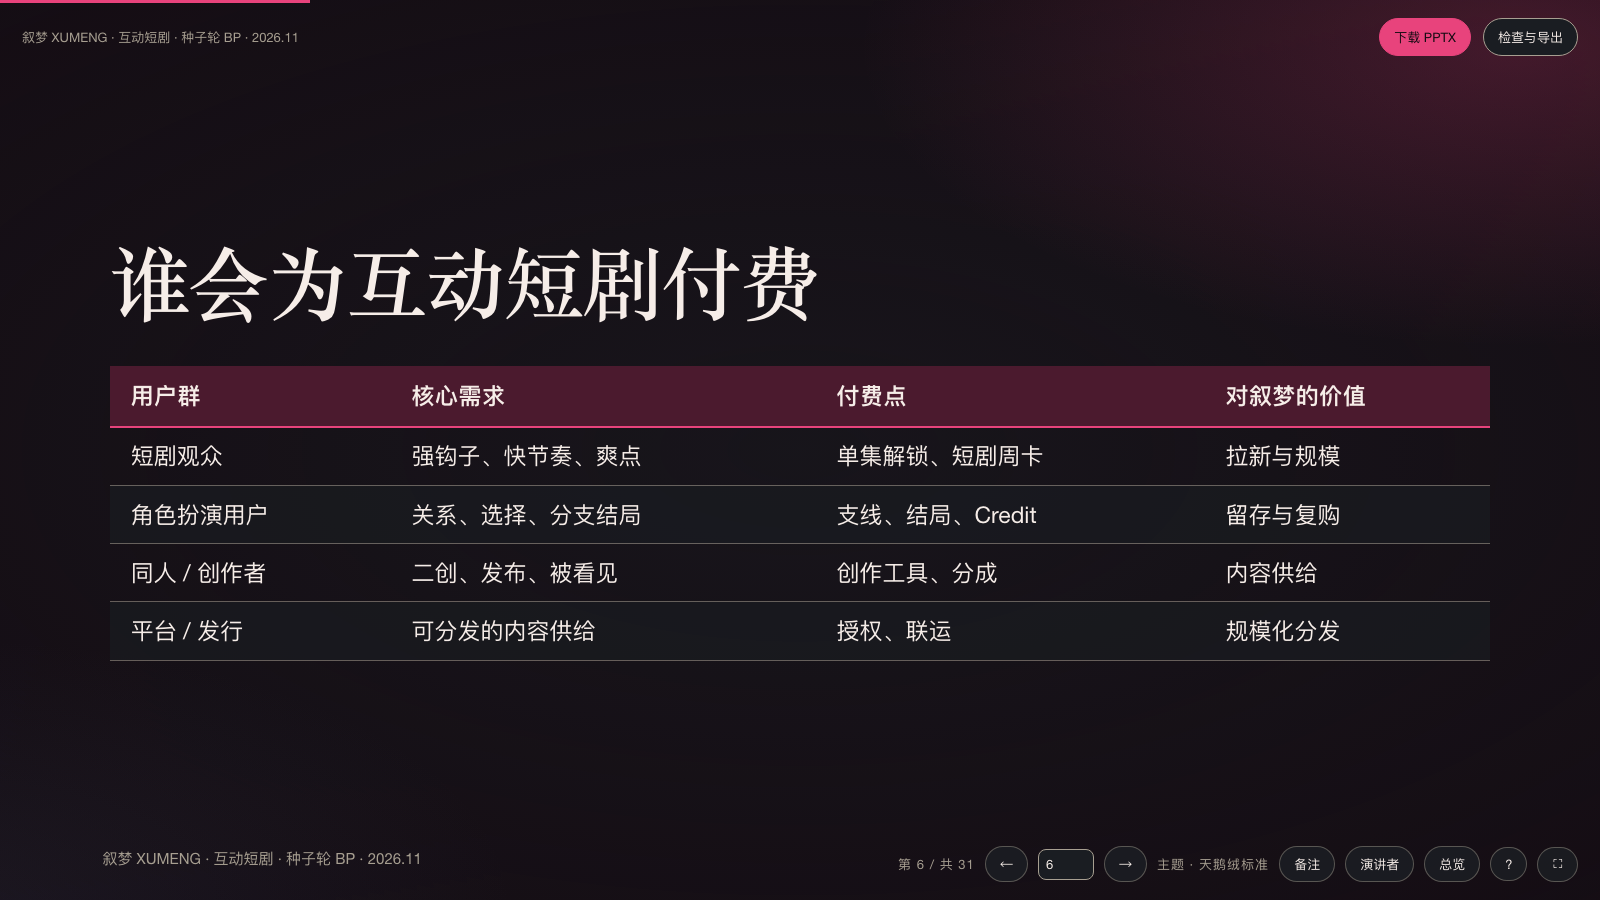 叙梦 XUMENG · 互动短剧 · 种子轮 BP · 2026.11
下载 PPTX
检查与导出
谁会为互动短剧付费
用户群 核心需求 付费点 对叙梦的价值
短剧观众 强钩子、快节奏、爽点 单集解锁、短剧周卡 拉新与规模
角色扮演用户 关系、选择、分支结局 支线、结局、Credit 留存与复购
同人 / 创作者 二创、发布、被看见 创作工具、分成 内容供给
平台 / 发行 可分发的内容供给 授权、联运 规模化分发
叙梦 XUMENG · 互动短剧 · 种子轮 BP · 2026.11
第 6 / 共 31 ← 6 → 主题 · 天鹅绒标准 备注 演讲者 总览 ?